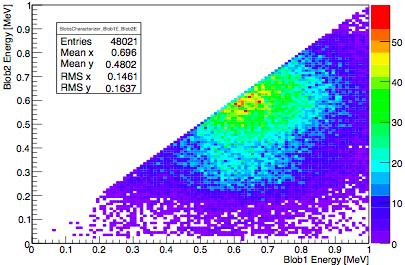 Blob2 Energy [MeV]
BlobsCharacterizer_Blob1E_Blob2E
Entries 48021
Mean x 0.696
Mean y 0.4802
RMS x 0.1461
RMS y 0.1637
1
0.9
0.8
0.7
0.6
0.5
0.4
0.3
0.2
0.1
0
0 0.1 0.2 0.3 0.4 0.5 0.6 0.7 0.8 0.9 1
Blob1 Energy [MeV]
50
40
30
20
10
0